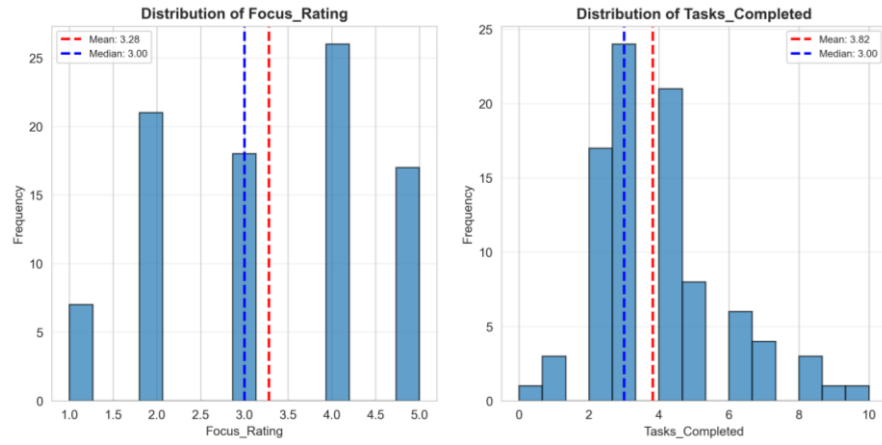 Distribution of Focus_Rating
Mean: 3.28
Median: 3.00
Frequency
25
20
15
10
5
0
1.0 1.5 2.0 2.5 3.0 3.5 4.0 4.5 5.0
Focus_Rating
Distribution of Tasks_Completed
Mean: 3.82
Median: 3.00
Frequency
25
20
15
10
5
0
0 2 4 6 8 10
Tasks_Completed